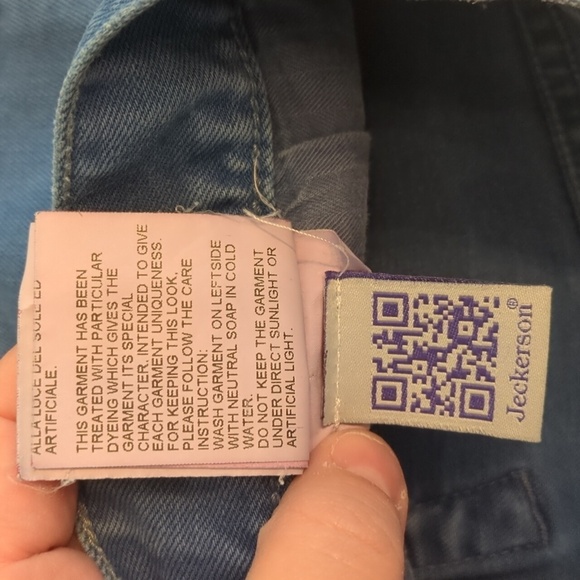 ALLA LUCE DEL SOLE ED
ARTIFICIALE.
THIS GARMENT HAS BEEN
TREATED WITH PARTICULAR
DYEING WHICH GIVES THE
GARMENT ITS SPECIAL
CHARACTER, INTENDED TO GIVE
EACH GARMENT UNIQUENESS.
FOR KEEPING THIS LOOK,
PLEASE FOLLOW THE CARE
INSTRUCTION:
WASH GARMENT ON LEFTSIDE
WITH NEUTRAL SOAP IN COLD
WATER.
DO NOT KEEP THE GARMENT
UNDER DIRECT SUNLIGHT OR
ARTIFICIAL LIGHT.
Jeckerson®